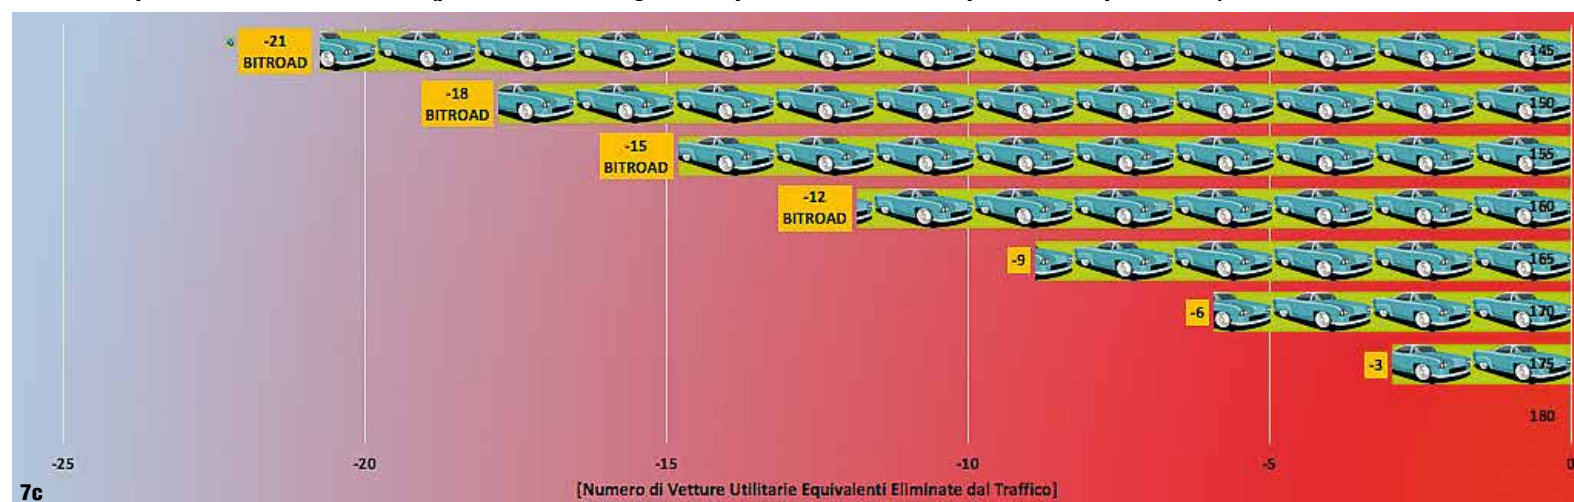 -21
BITROAD
145
-18
BITROAD
150
-15
BITROAD
155
-12
BITROAD
160
-9
165
-6
170
-3
175
180
-25 -20 -15 -10 -5 0
7c
[Numero di Vetture Utilitarie Equivalenti Eliminate dal Traffico]